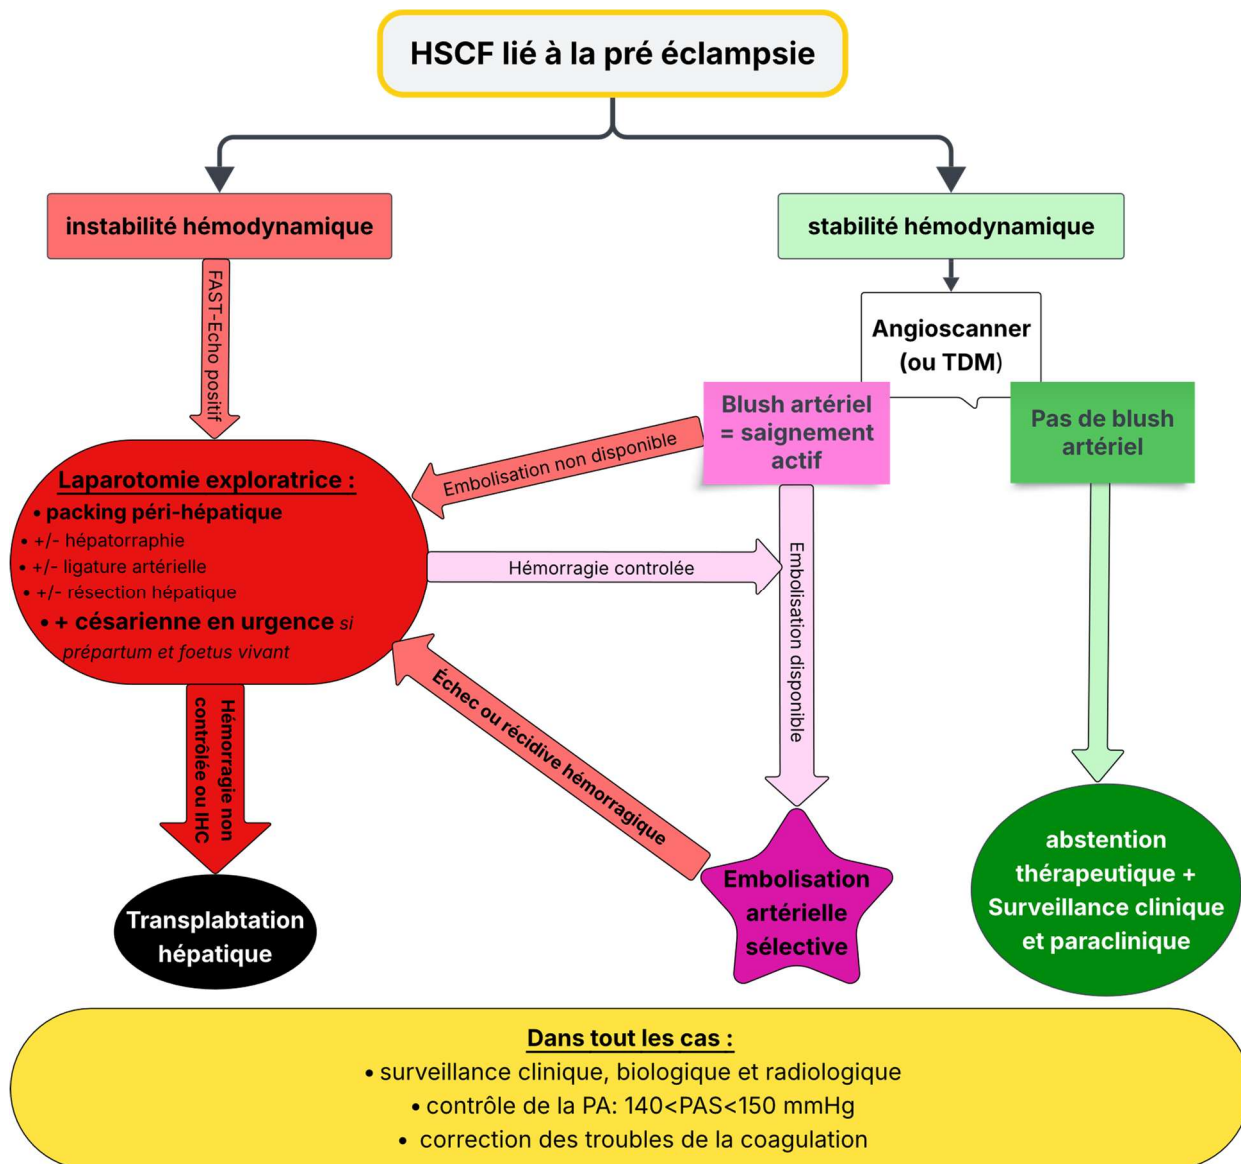 HSCF lié à la pré éclampsie
instabilité hémodynamique
stabilité hémodynamique
FAST-Echo positif
Angioscanner
(ou TDM)
Blush artériel
= saignement
actif
Pas de blush
artériel
Embolisation non disponible
Laparotomie exploratrice :
• packing péri-hépatique
• +/- hépatorraphie
• +/- ligature artérielle
• +/- résection hépatique
• + césarienne en urgence si
prépartum et foetus vivant
Hémorragie controlée
Embolisation disponible
Échec ou récidive hémorragique
Hémorragie non
contrôlée ou IHC
Transplabtation
hépatique
Embolisation
artérielle
sélective
abstention
thérapeutique +
Surveillance clinique
et paraclinique
Dans tout les cas :
• surveillance clinique, biologique et radiologique
• contrôle de la PA: 140<PAS<150 mmHg
• correction des troubles de la coagulation